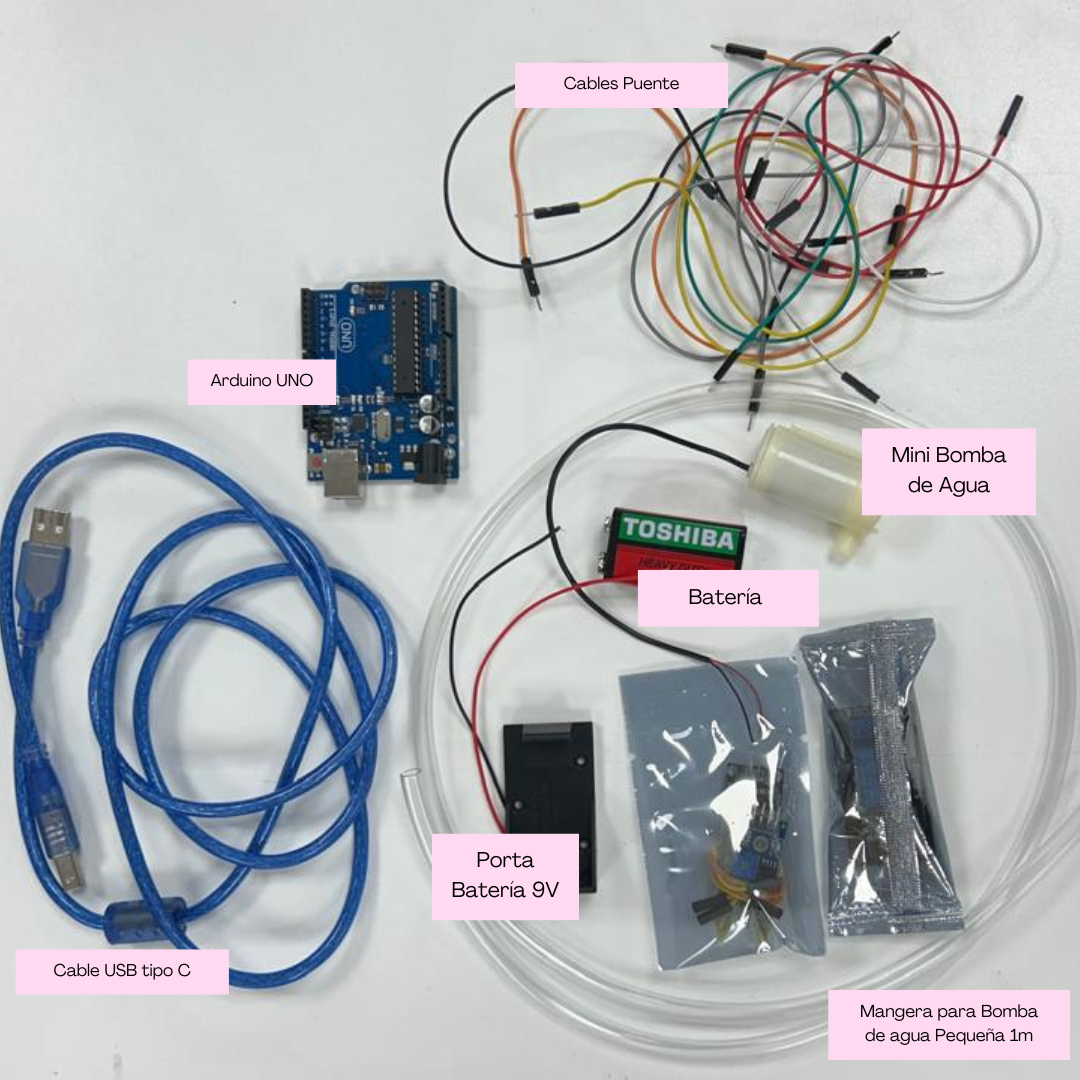 Cables Puente
UNO
Arduino UNO
Mini Bomba
de Agua
TOSHIBA
HEAVY DUTY
Batería
Porta
Batería 9V
Cable USB tipo C
Mangera para Bomba
de agua Pequeña 1m